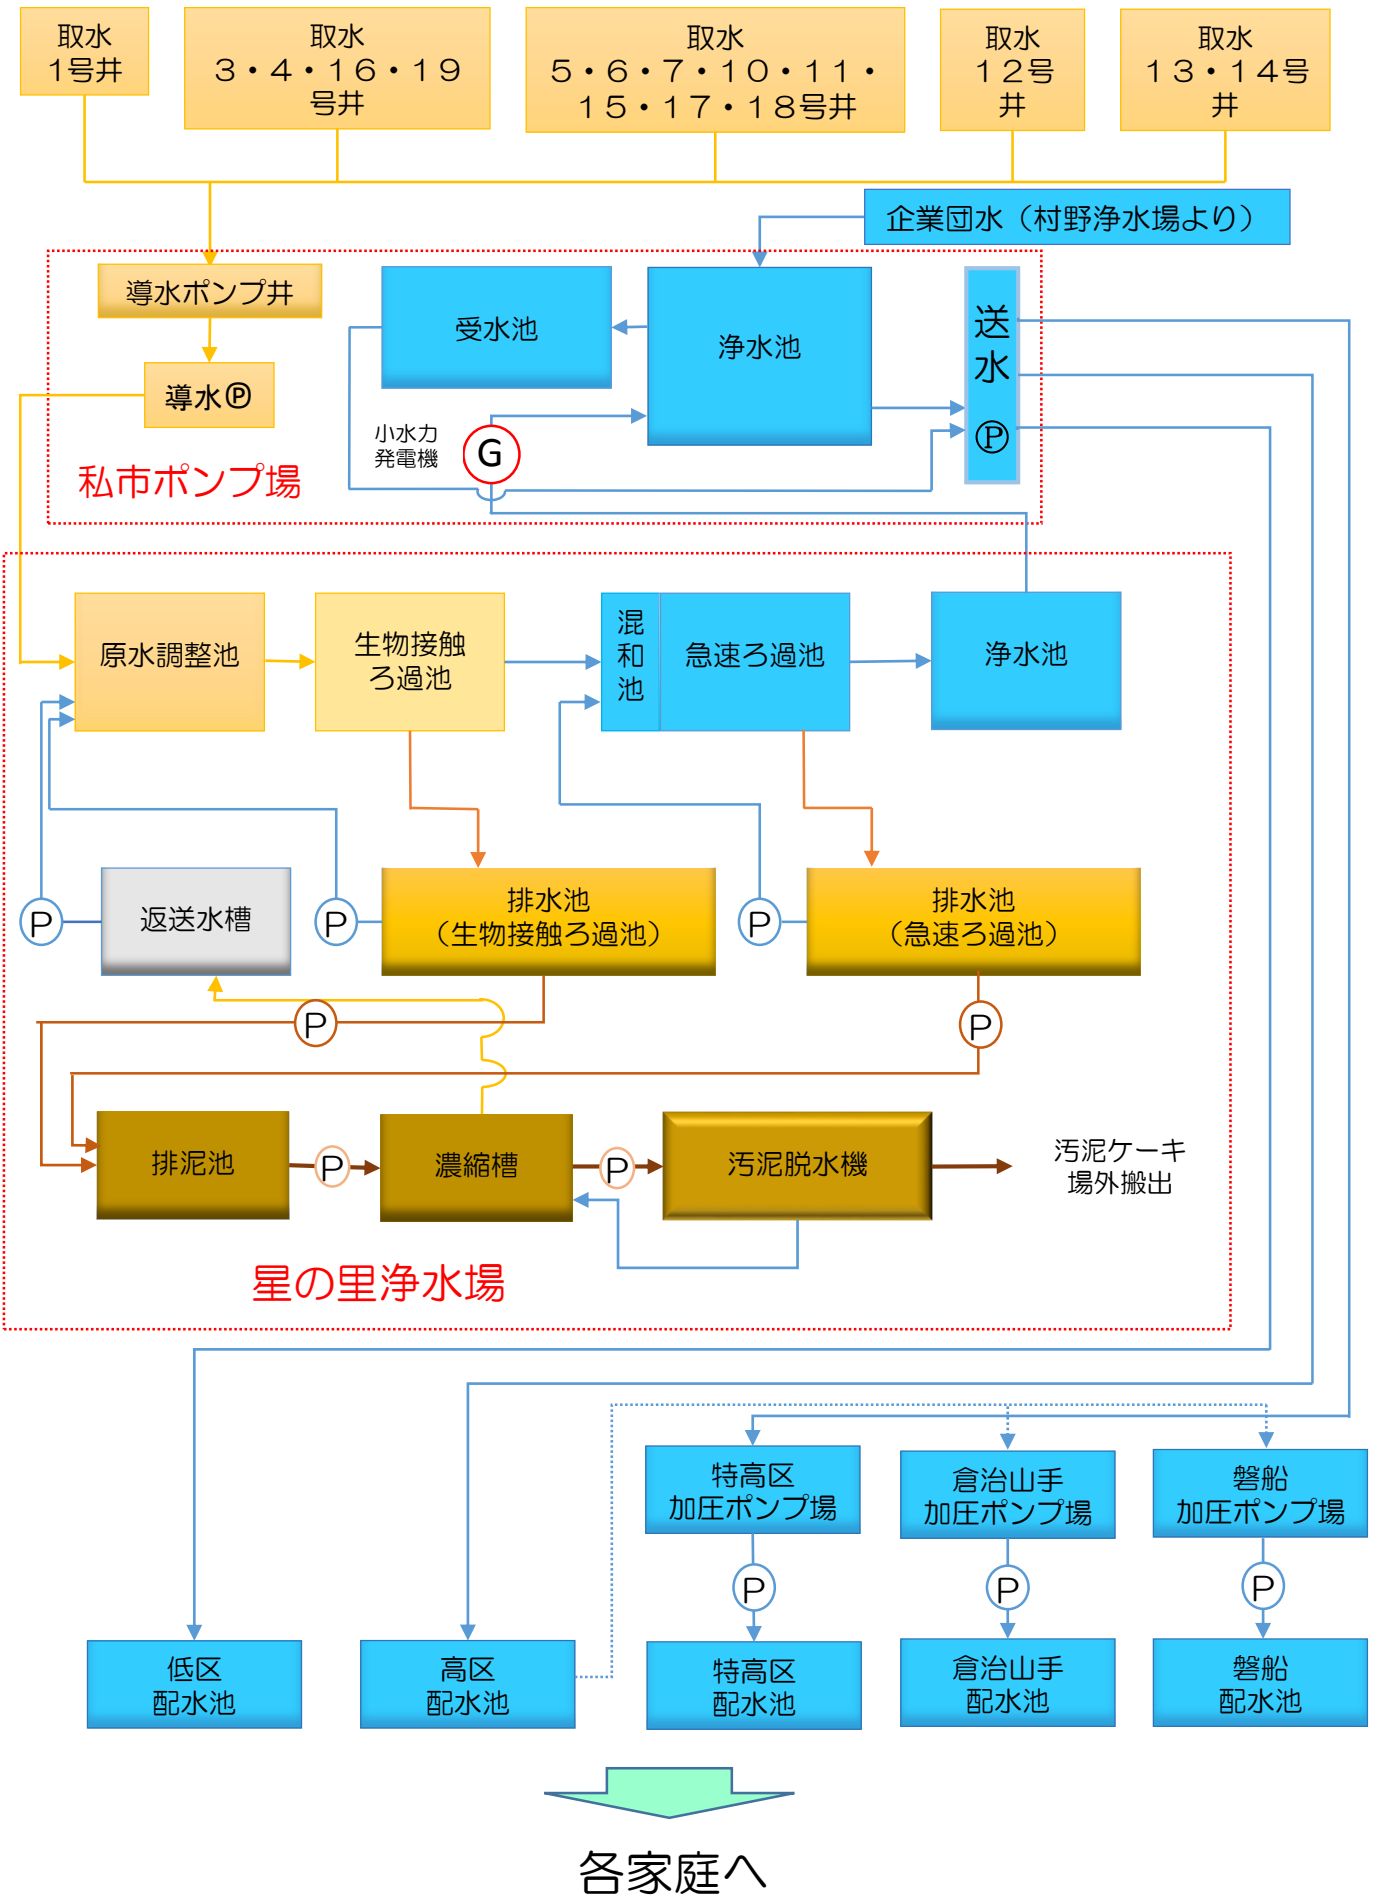 取水
1号井
取水
３・４・１６・１９
号井
取水
５・６・７・１０・１１・
１５・１７・１８号井
取水
１２号
井
取水
１３・１４号
井
企業団水（村野浄水場より）
導水ポンプ井
受水池
浄水池
送
水
Ⓟ
導水Ⓟ
小水力
発電機
G
私市ポンプ場
原水調整池
生物接触
ろ過池
混
和
池
急速ろ過池
浄水池
P
返送水槽
P
排水池
（生物接触ろ過池）
P
排水池
（急速ろ過池）
P
P
排泥池
P
濃縮槽
P
汚泥脱水機
汚泥ケーキ
場外搬出
星の里浄水場
特高区
加圧ポンプ場
倉治山手
加圧ポンプ場
磐船
加圧ポンプ場
P
P
P
低区
配水池
高区
配水池
特高区
配水池
倉治山手
配水池
磐船
配水池
各家庭へ